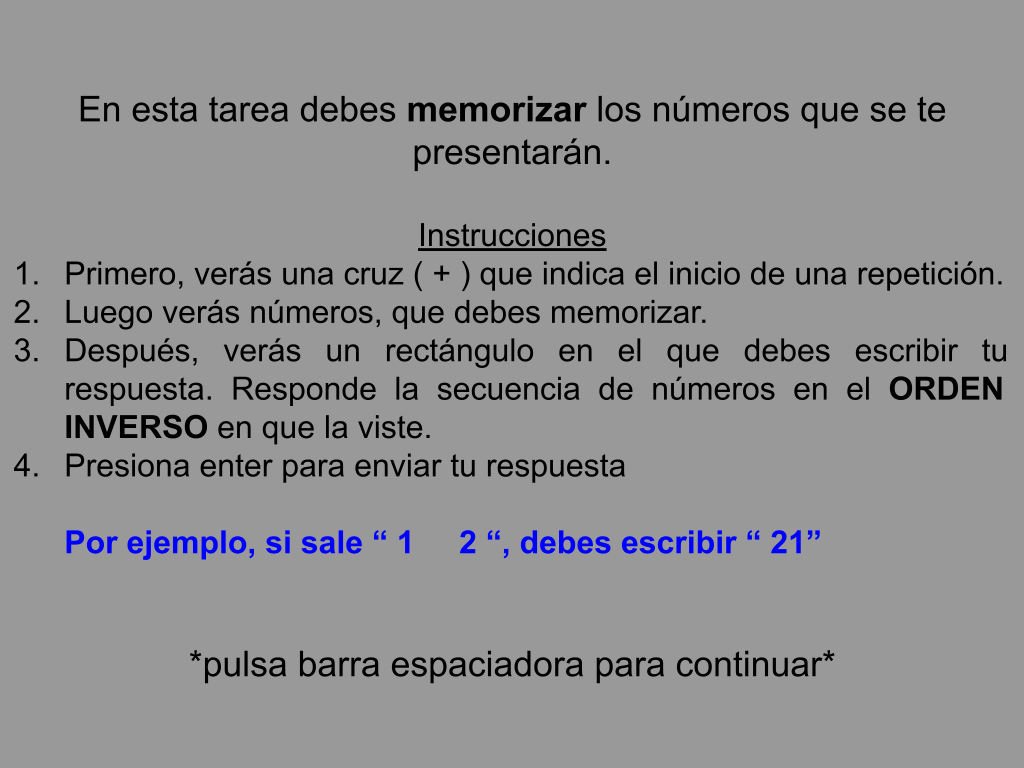 En esta tarea debes memorizar los números que se te
presentarán.
Instrucciones
1. Primero, verás una cruz ( + ) que indica el inicio de una repetición.
2. Luego verás números, que debes memorizar.
3. Después, verás un rectángulo en el que debes escribir tu
respuesta. Responde la secuencia de números en el ORDEN
INVERSO en que la viste.
4. Presiona enter para enviar tu respuesta
Por ejemplo, si sale “ 1 2 “, debes escribir “ 21”
*pulsa barra espaciadora para continuar*